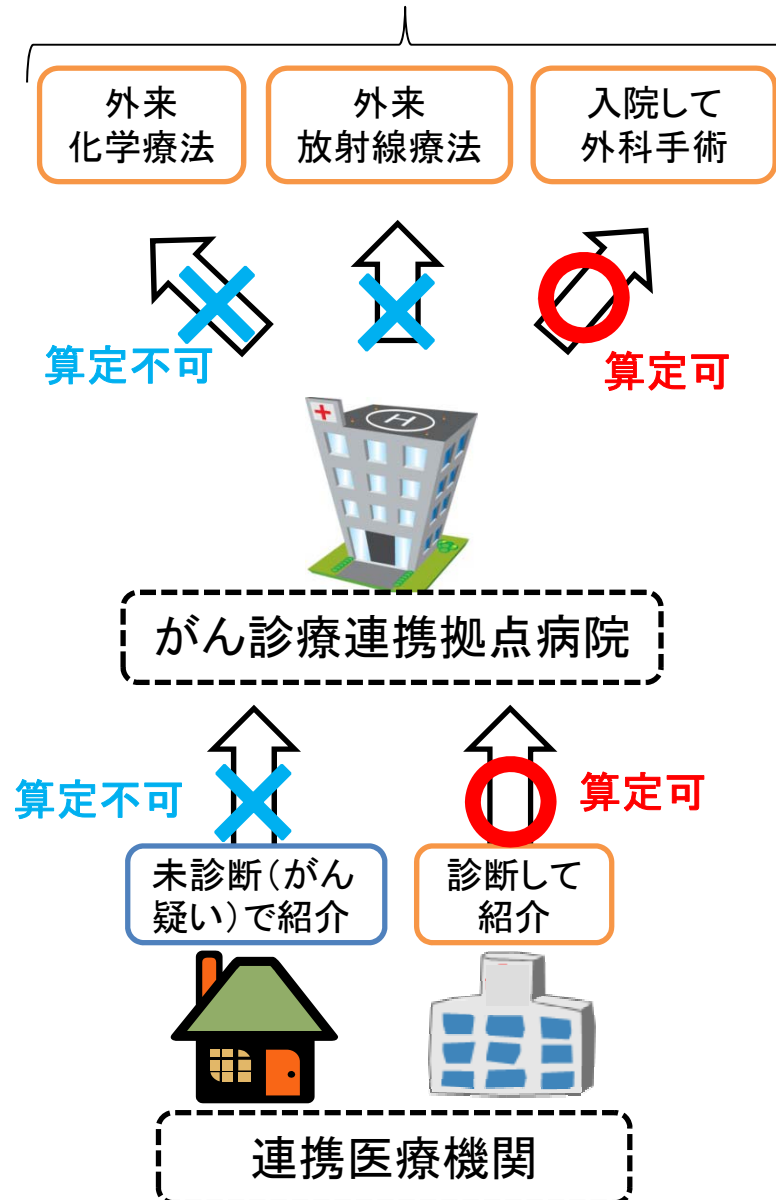 外来
化学療法
外来
放射線療法
入院して
外科手術
算定不可
算定可
H
がん診療連携拠点病院
算定不可
算定可
未診断(がん
疑い)で紹介
診断して
紹介
連携医療機関